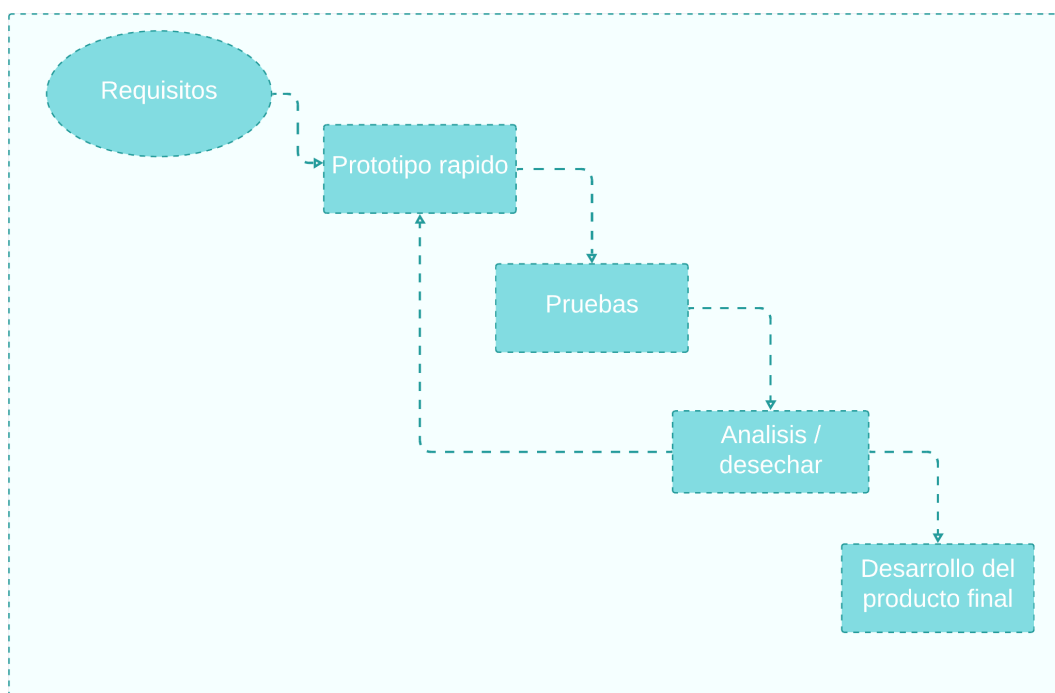 Requisitos
Prototipo rapido
Pruebas
Analisis /
desechar
Desarrollo del
producto final